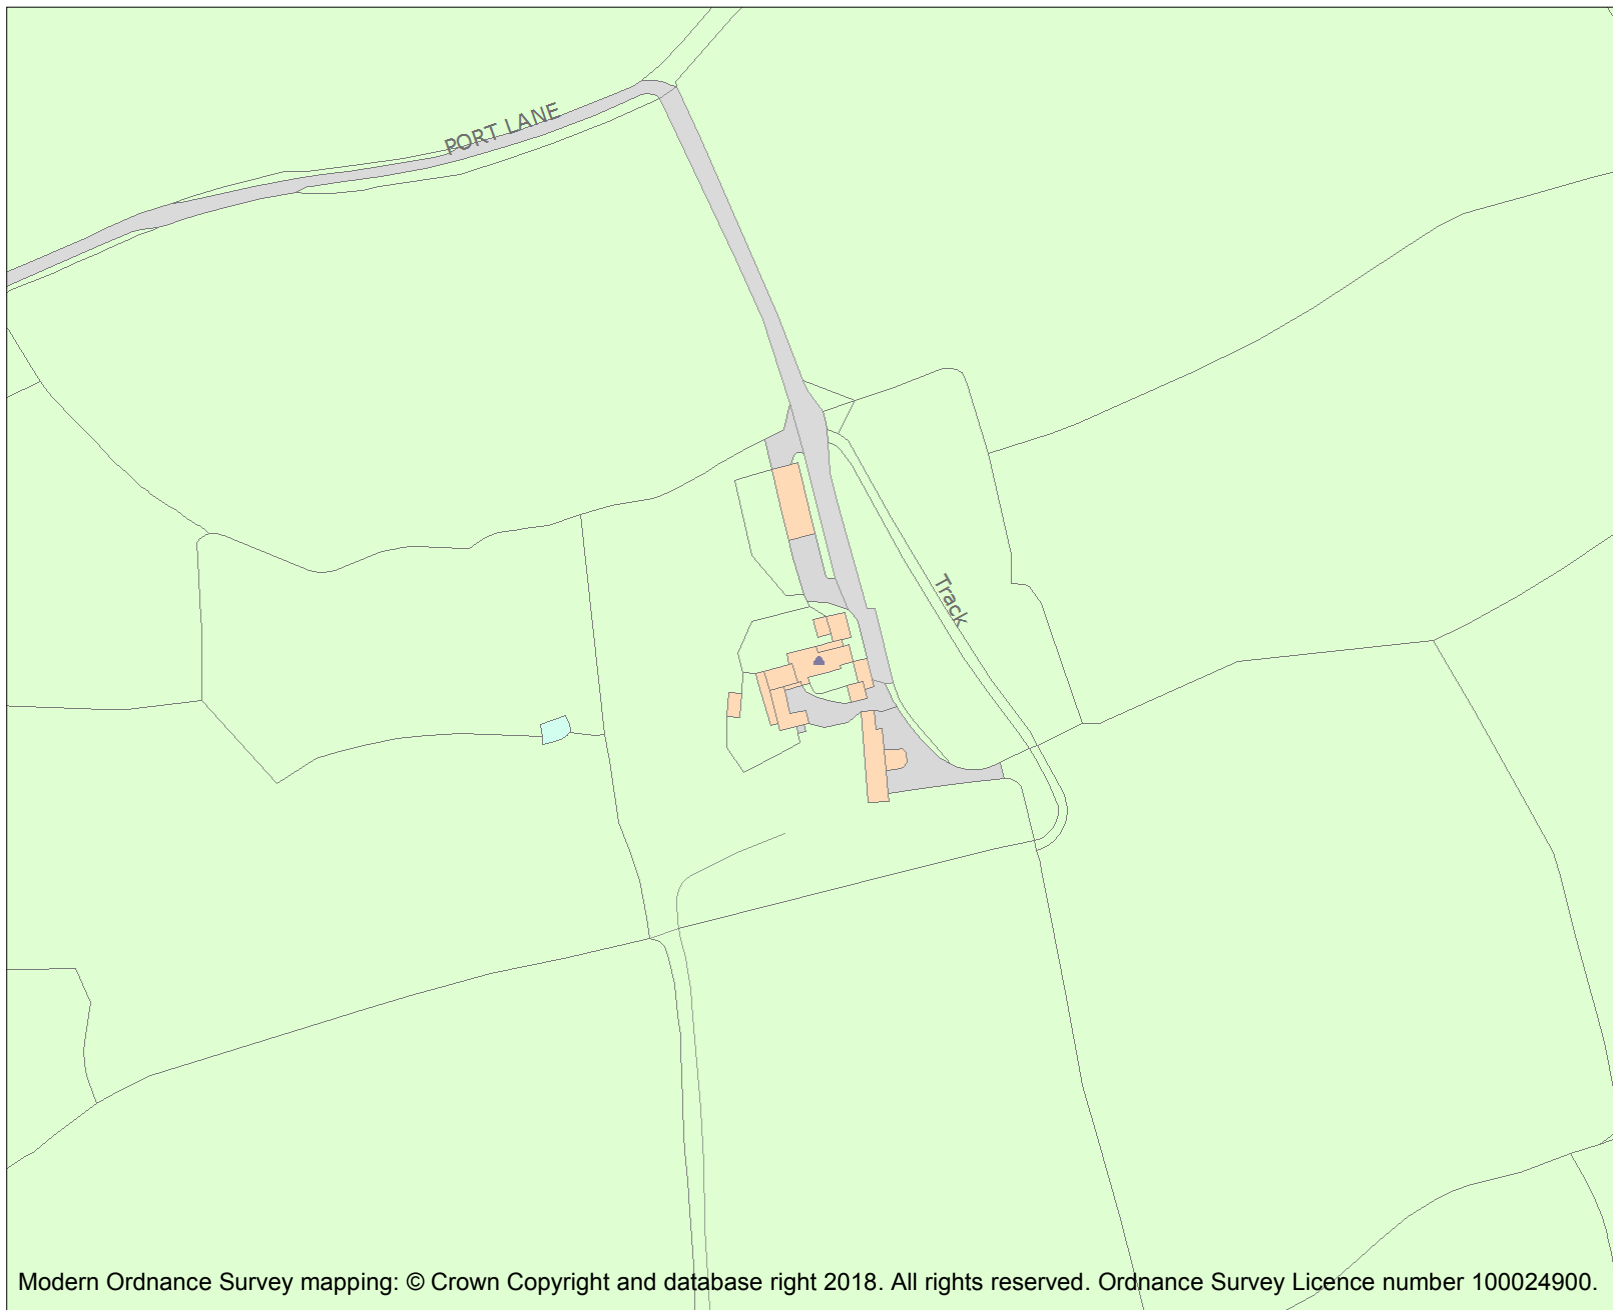 PORT LANE
Track
Modern Ordnance Survey mapping: © Crown Copyright and database right 2018. All rights reserved. Ordnance Survey Licence number 100024900.